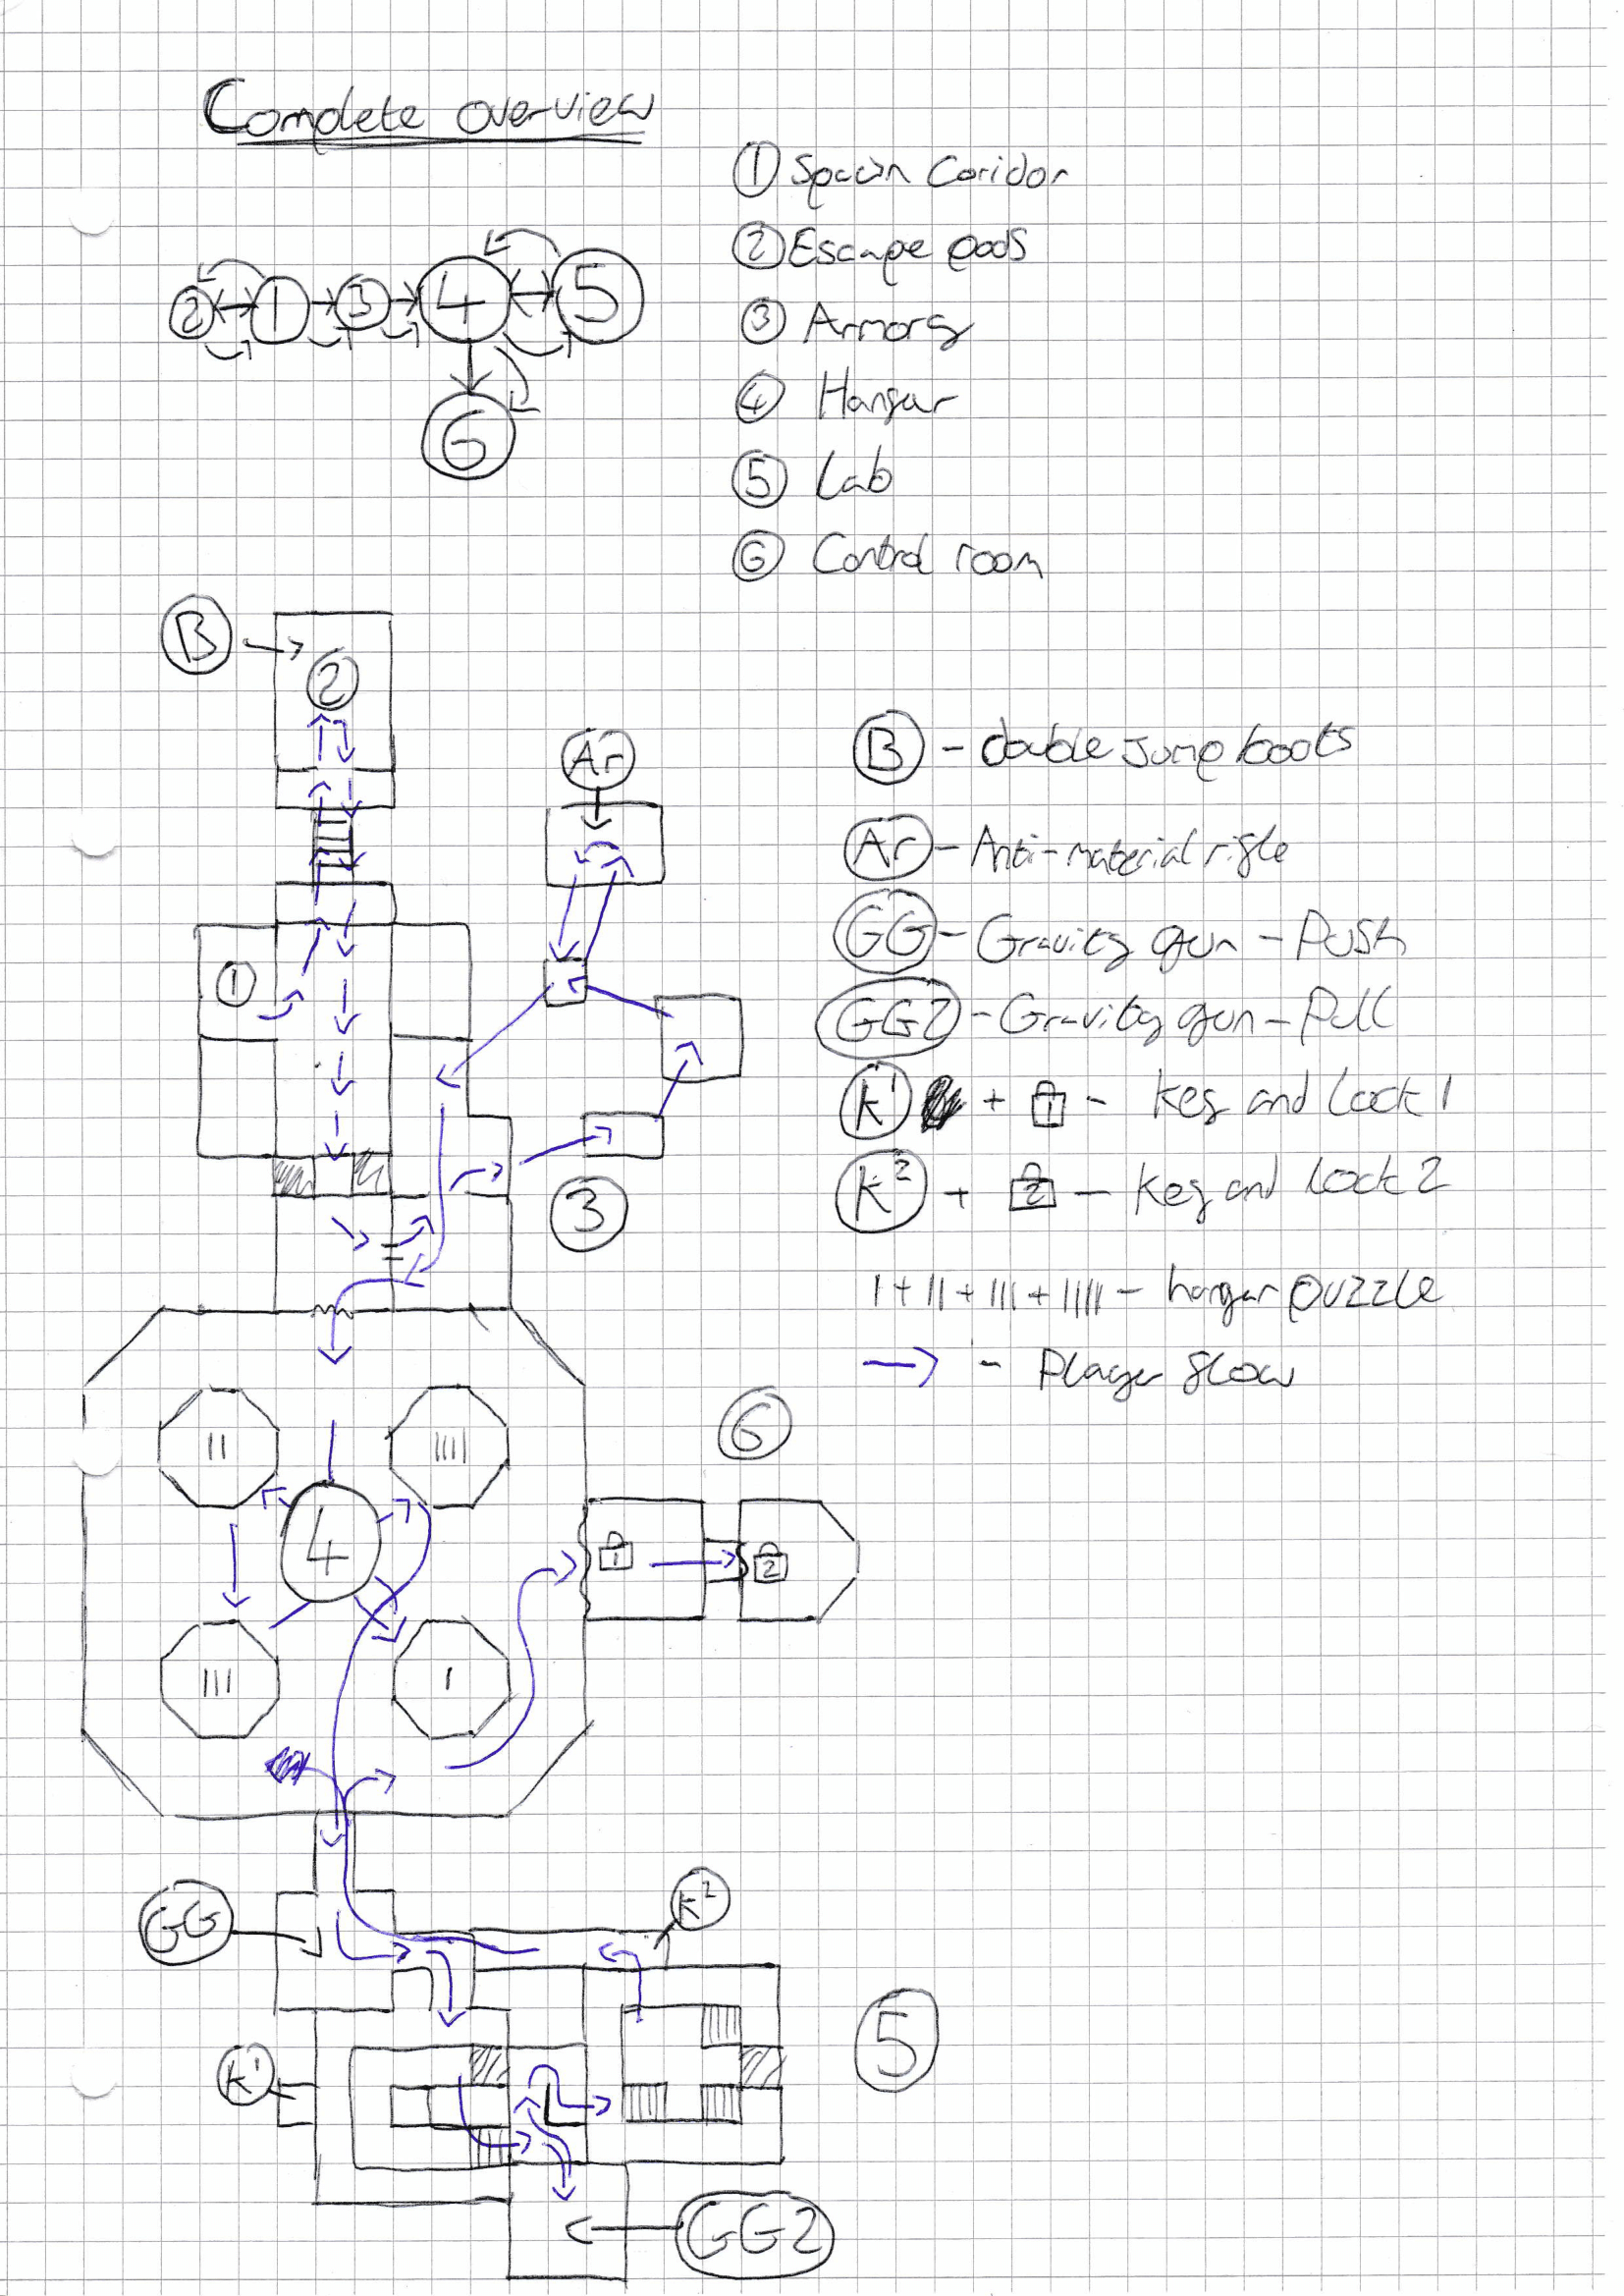 Complete overview
① Spawn Coridor
② Escape pods
③ Armory
④ Hangar
⑤ Lab
⑥ Control room
2 1 3 4 5
6
B
2
Ar
B - double Jump boots
Ar - Anti-material rifle
GG - Gravity gun - Push
1
GG2 - Gravity gun - Pull
K1 + 1 - key and Lock 1
K2 + 2 - key and Lock 2
3
I + II + III + IIII - hangar puzzle
→ - Player flow
6
II IIII
4
1 2
III I
K2
GG
5
K1
GG2